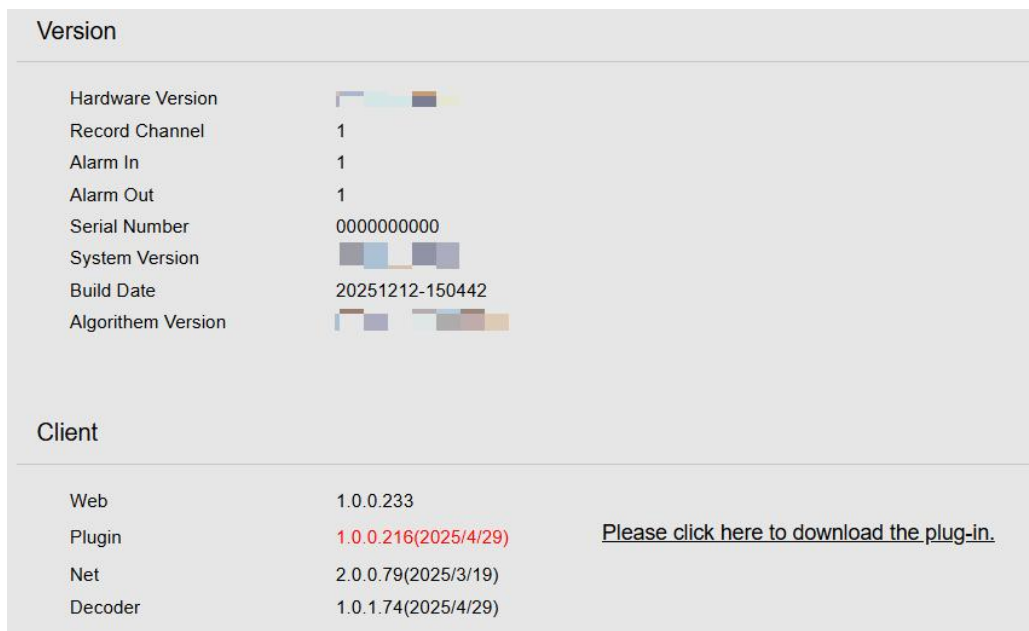 Version
Hardware Version
Record Channel 1
Alarm In 1
Alarm Out 1
Serial Number 0000000000
System Version
Build Date 20251212-150442
Algorithem Version
Client
Web 1.0.0.233
Plugin 1.0.0.216(2025/4/29) Please click here to download the plug-in.
Net 2.0.0.79(2025/3/19)
Decoder 1.0.1.74(2025/4/29)